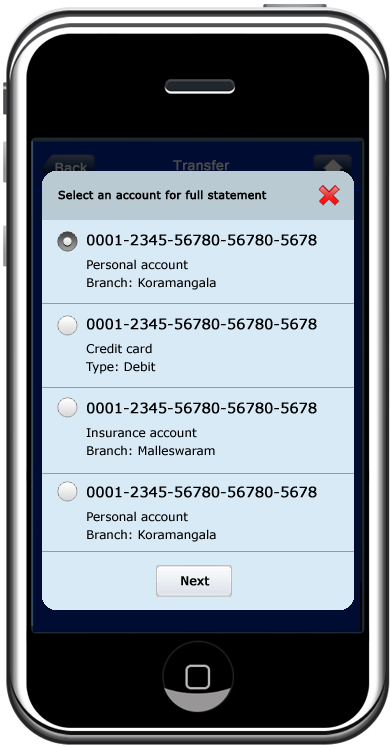 Back
Transfer
Select an account for full statement
0001-2345-56780-56780-5678
Personal account
Branch: Koramangala
0001-2345-56780-56780-5678
Credit card
Type: Debit
0001-2345-56780-56780-5678
Insurance account
Branch: Malleswaram
0001-2345-56780-56780-5678
Personal account
Branch: Koramangala
Next